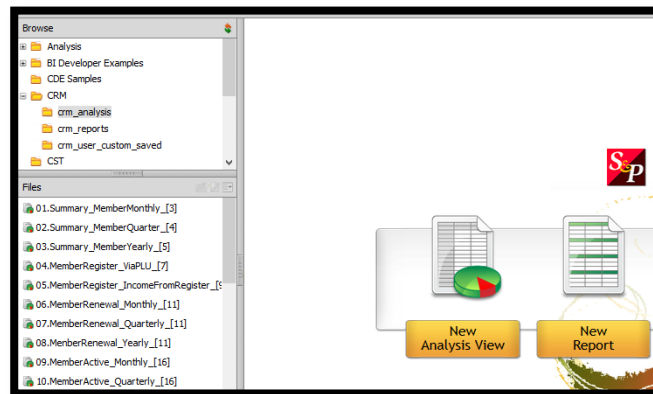 Browse
Analysis
BI Developer Examples
CDE Samples
CRM
crm_analysis
crm_reports
crm_user_custom_saved
CST
Files
01.Summary_MemberMonthly_[3]
02.Summary_MemberQuarter_[4]
03.Summary_MemberYearly_[5]
04.MemberRegister_ViaPLU_[7]
05.MemberRegister_IncomeFromRegister_[
06.MemberRenewal_Monthly_[11]
07.MemberRenewal_Quarterly_[11]
08.MenberRenewal_Yearly_[11]
09.MemberActive_Monthly_[16]
10.MemberActive_Quarterly_[16]
S&P
New
Analysis View
New
Report